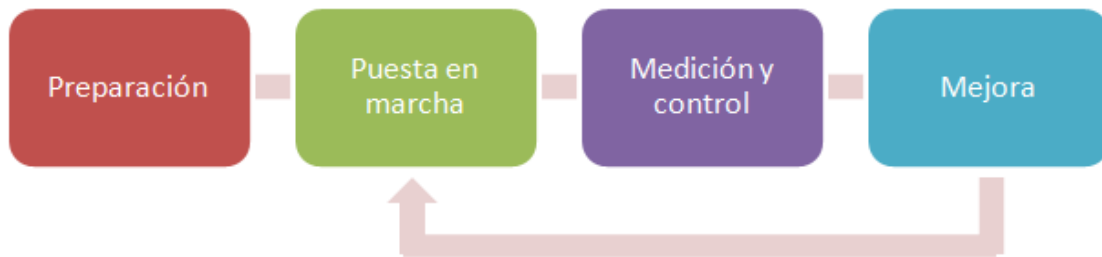 Preparación
Puesta en
marcha
Medición y
control
Mejora